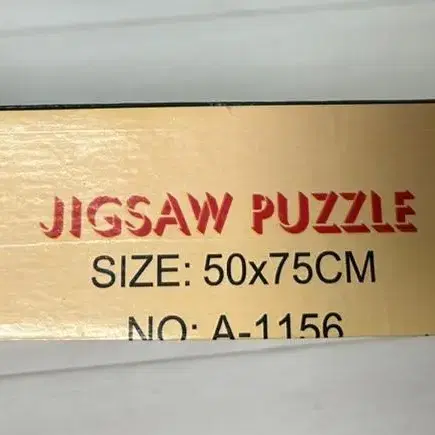 JIGSAW PUZZLE
SIZE: 50x75CM
NO: A-1156